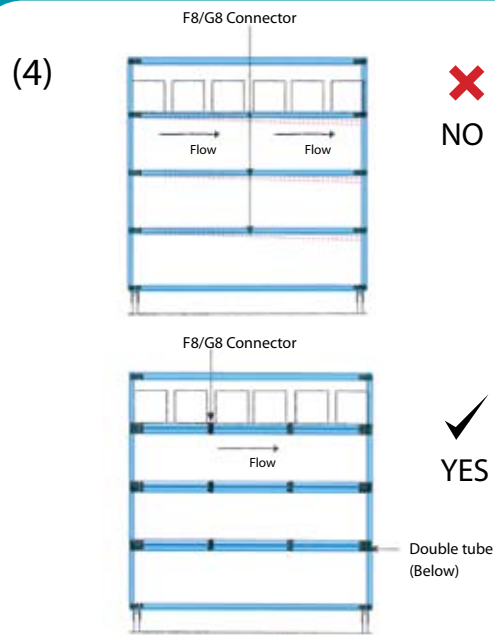 F8/G8 Connector
(4)
NO
Flow
Flow
F8/G8 Connector
YES
Flow
Double tube
(Below)